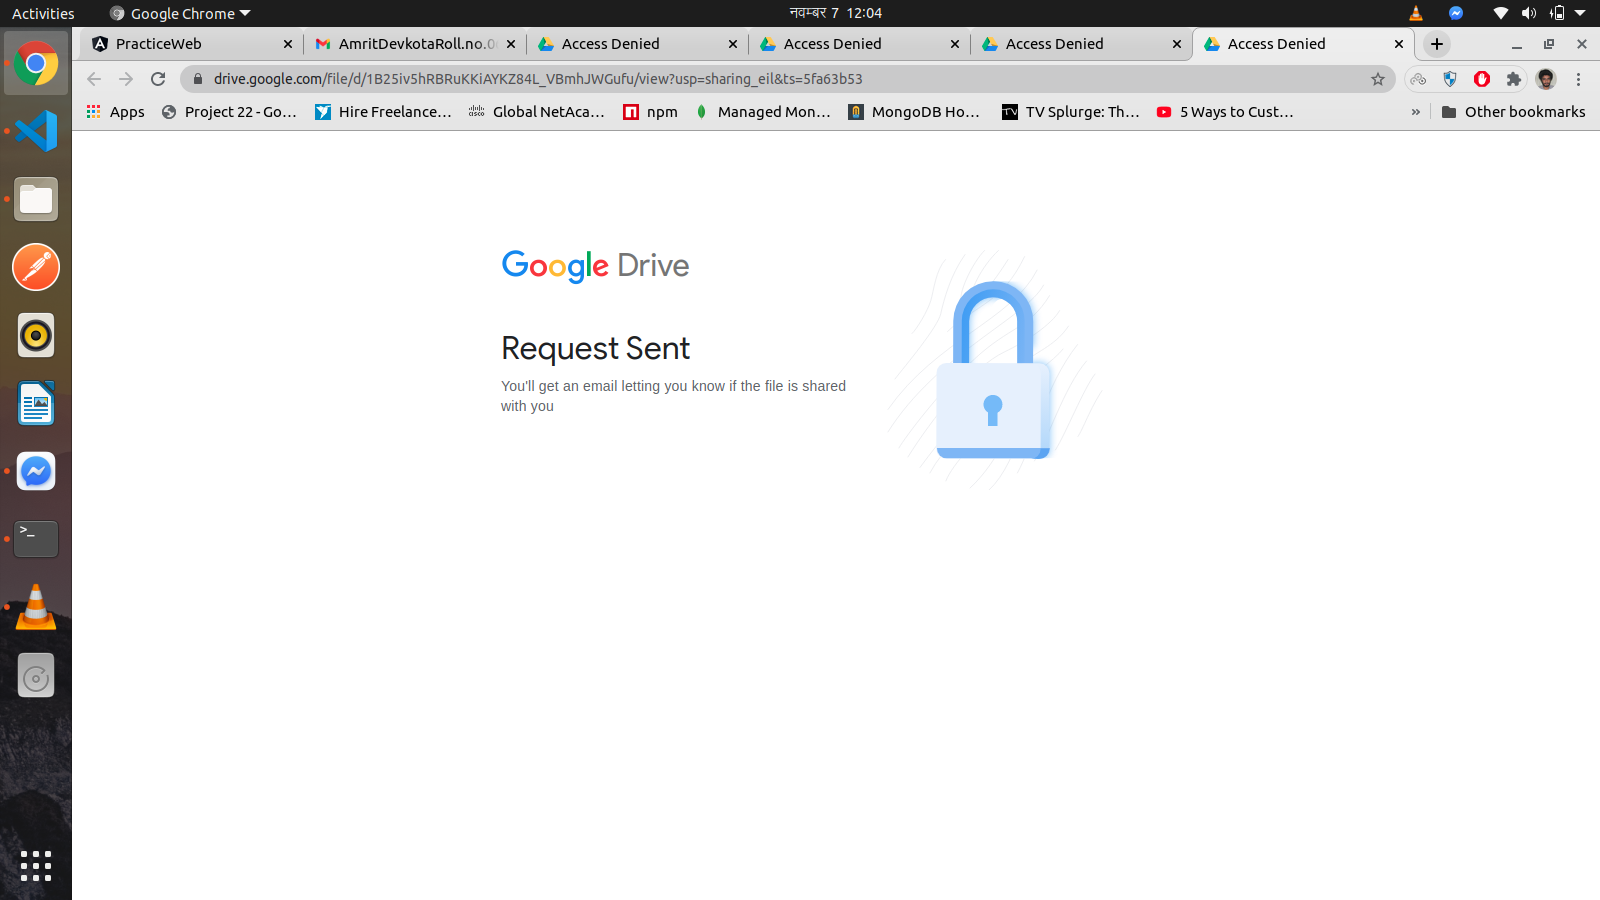 Activities
Google Chrome
नवम्बर 7 12:04
PracticeWeb
AmritDevkotaRoll.no.0
Access Denied
Access Denied
Access Denied
Access Denied
drive.google.com/file/d/1B25iv5hRBRuKKiAYKZ84L_VBmhJWGufu/view?usp=sharing_eil&ts=5fa63b53
Apps
Project 22 - Go...
Hire Freelance...
cisco
Global NetAca...
npm
Managed Mon...
MongoDB Ho...
TV
TV Splurge: Th...
5 Ways to Cust...
»
Other bookmarks
Google Drive
Request Sent
You'll get an email letting you know if the file is shared
with you
>_